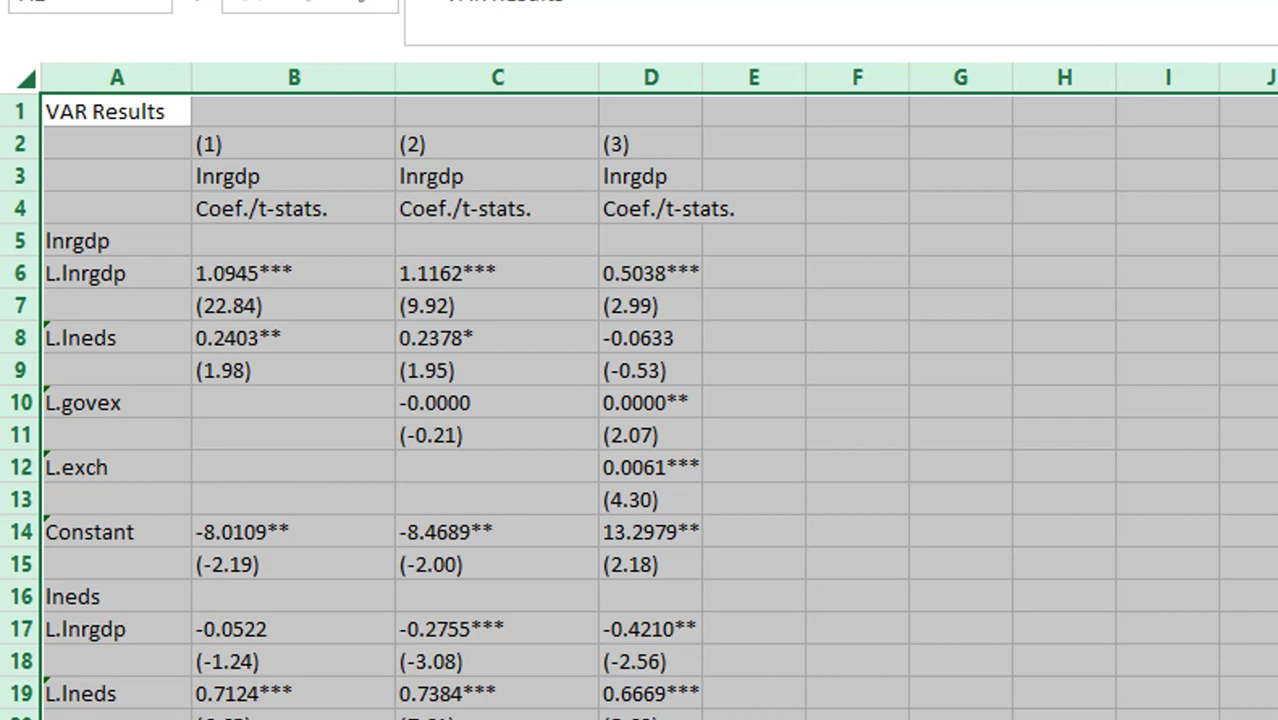 A B C D E F G H I J
1 VAR Results
2 (1) (2) (3)
3 lnrgdp lnrgdp lnrgdp
4 Coef./t-stats. Coef./t-stats. Coef./t-stats.
5 lnrgdp
6 L.lnrgdp 1.0945*** 1.1162*** 0.5038***
7 (22.84) (9.92) (2.99)
8 L.lneds 0.2403** 0.2378* -0.0633
9 (1.98) (1.95) (-0.53)
10 L.govex -0.0000 0.0000**
11 (-0.21) (2.07)
12 L.exch 0.0061***
13 (4.30)
14 Constant -8.0109** -8.4689** 13.2979**
15 (-2.19) (-2.00) (2.18)
16 lneds
17 L.lnrgdp -0.0522 -0.2755*** -0.4210**
18 (-1.24) (-3.08) (-2.56)
19 L.lneds 0.7124*** 0.7384*** 0.6669***